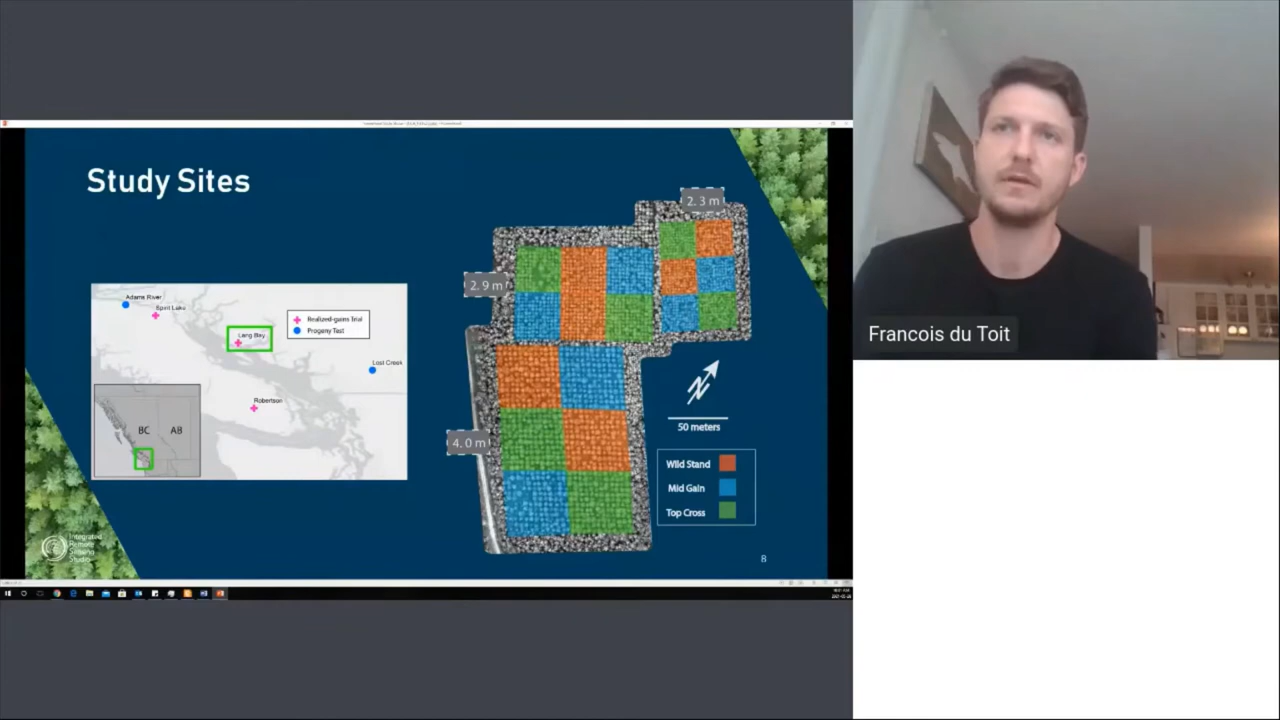 Study Sites
Adams River
Lang Bay
Realized-gains Trial
Progeny Test
Lost Creek
Robertson
BC
AB
2. 3 m
2. 9 m
4. 0 m
50 meters
Wild Stand
Mid Gain
Top Cross
Integrated
Remote
Sensing
Studio
8
Francois du Toit